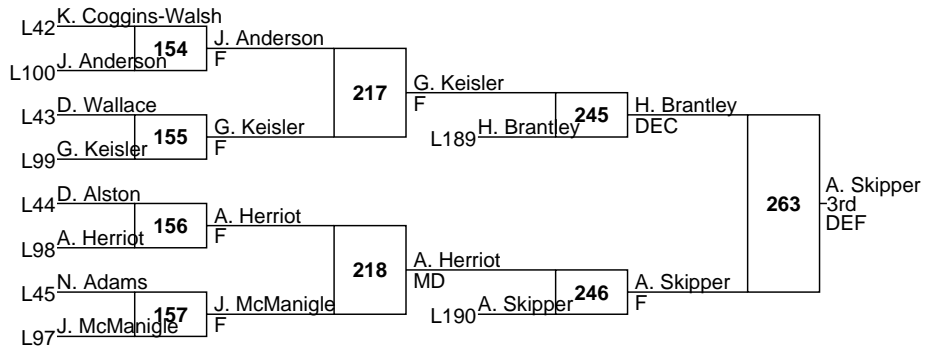 L42 K. Coggins-Walsh
154
J. Anderson
F
L100 J. Anderson
217
G. Keisler
F
L43 D. Wallace
155
G. Keisler
F
L99 G. Keisler
245
H. Brantley
DEC
L189 H. Brantley
L44 D. Alston
156
A. Herriot
F
L98 A. Herriot
218
A. Herriot
MD
L45 N. Adams
157
J. McManigle
F
L97 J. McManigle
246
A. Skipper
F
L190 A. Skipper
263
A. Skipper
3rd
DEF